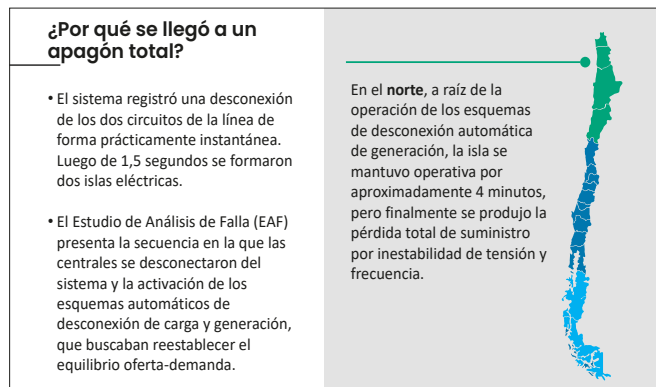 ¿Por qué se llegó a un
apagón total?
• El sistema registró una desconexión
de los dos circuitos de la línea de
forma prácticamente instantánea.
Luego de 1,5 segundos se formaron
dos islas eléctricas.
• El Estudio de Análisis de Falla (EAF)
presenta la secuencia en la que las
centrales se desconectaron del
sistema y la activación de los
esquemas automáticos de
desconexión de carga y generación,
que buscaban reestablecer el
equilibrio oferta-demanda.
En el norte, a raíz de la
operación de los esquemas
de desconexión automática
de generación, la isla se
mantuvo operativa por
aproximadamente 4 minutos,
pero finalmente se produjo la
pérdida total de suministro
por inestabilidad de tensión y
frecuencia.